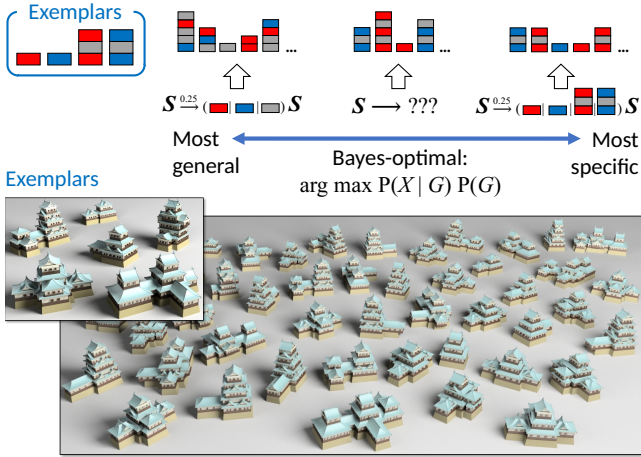 Exemplars
... ... ...
S →0.25 ( | | ) S S ⟶ ??? S →0.25 ( | | | ) S
Most general
Most specific
Bayes-optimal:
arg max P(X | G) P(G)
Exemplars